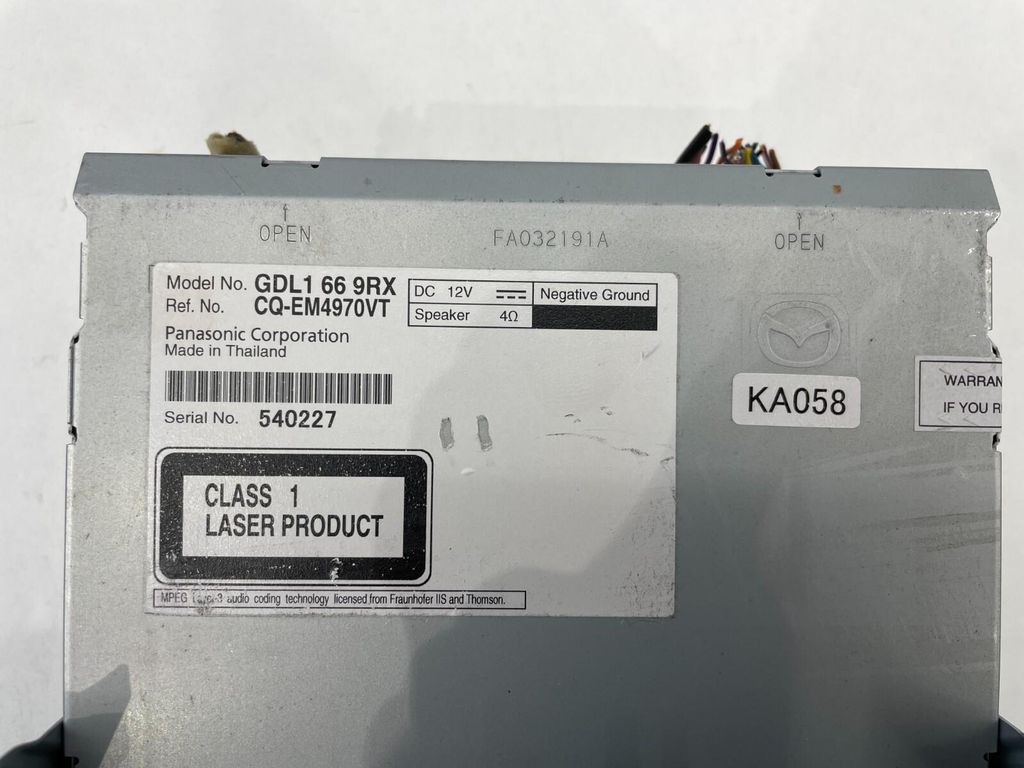 OPEN
FA032191A
OPEN
Model No. GDL1 66 9RX
Ref. No. CQ-EM4970VT
DC 12V
Negative Ground
Speaker 4Ω
Panasonic Corporation
Made in Thailand
Serial No. 540227
KA058
WARRAN
IF YOU R
CLASS 1
LASER PRODUCT
MPEG Layer-3 audio coding technology licensed from Fraunhofer IIS and Thomson.